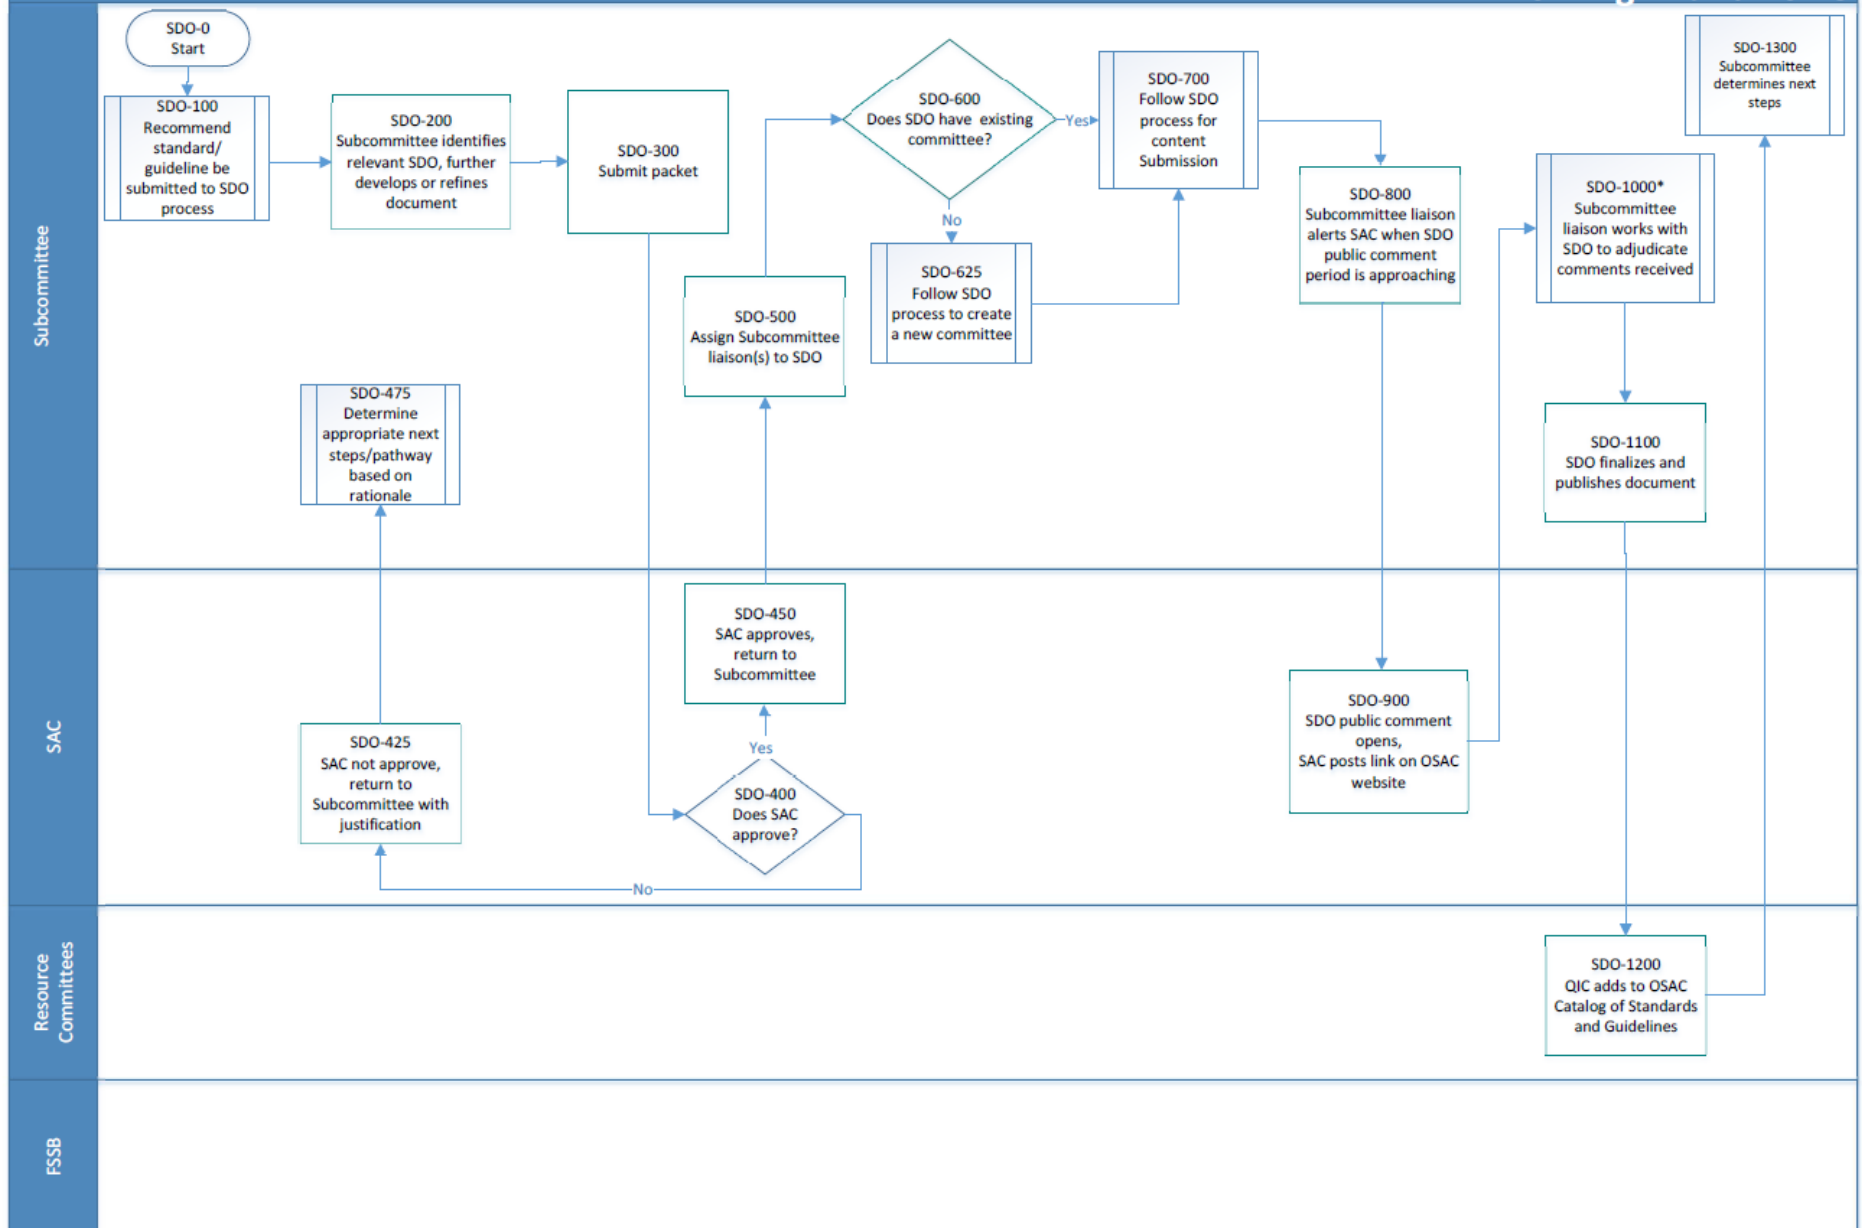 SDO-0
Start
SDO-100
Recommend
standard/
guideline be
submitted to SDO
process
SDO-200
Subcommittee identifies
relevant SDO, further
develops or refines
document
SDO-300
Submit packet
SDO-600
Does SDO have existing
committee?
Yes
No
SDO-625
Follow SDO
process to create
a new committee
SDO-700
Follow SDO
process for
content
Submission
SDO-800
Subcommittee liaison
alerts SAC when SDO
public comment
period is approaching
SDO-1000*
Subcommittee
liaison works with
SDO to adjudicate
comments received
SDO-1300
Subcommittee
determines next
steps
SDO-500
Assign Subcommittee
liaison(s) to SDO
SDO-475
Determine
appropriate next
steps/pathway
based on
rationale
SDO-1100
SDO finalizes and
publishes document
Subcommittee
SDO-450
SAC approves,
return to
Subcommittee
SDO-425
SAC not approve,
return to
Subcommittee with
justification
Yes
SDO-400
Does SAC
approve?
No
SDO-900
SDO public comment
opens,
SAC posts link on OSAC
website
SAC
SDO-1200
QIC adds to OSAC
Catalog of Standards
and Guidelines
Resource
Committees
FSSB